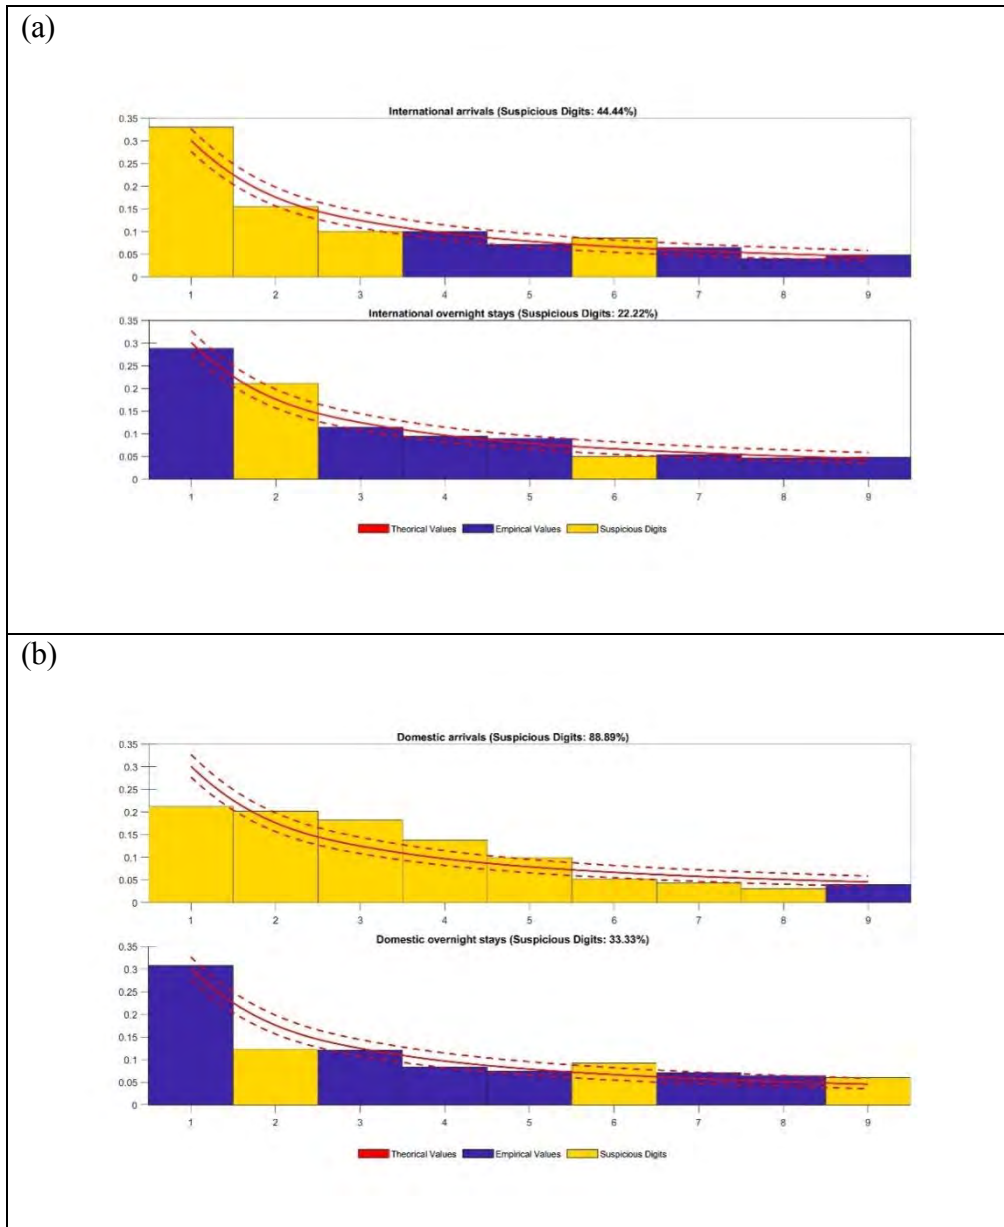 (a)
International arrivals (Suspicious Digits: 44.44%)
0.35
0.3
0.25
0.2
0.15
0.1
0.05
0
1 2 3 4 5 6 7 8 9
International overnight stays (Suspicious Digits: 22.22%)
0.35
0.3
0.25
0.2
0.15
0.1
0.05
0
1 2 3 4 5 6 7 8 9
Theorical Values Empirical Values Suspicious Digits
(b)
Domestic arrivals (Suspicious Digits: 88.89%)
0.35
0.3
0.25
0.2
0.15
0.1
0.05
0
1 2 3 4 5 6 7 8 9
Domestic overnight stays (Suspicious Digits: 33.33%)
0.35
0.3
0.25
0.2
0.15
0.1
0.05
0
1 2 3 4 5 6 7 8 9
Theorical Values Empirical Values Suspicious Digits